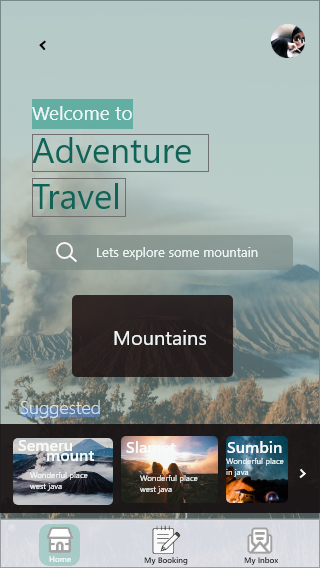 Welcome to
Adventure
Travel
Lets explore some mountain
Mountains
Suggested
Semeru
mount
Wonderful place
west java
Slamet
Wonderful place
west java
Sumbin
Wonderful place
in java
Home
My Booking
My Inbox